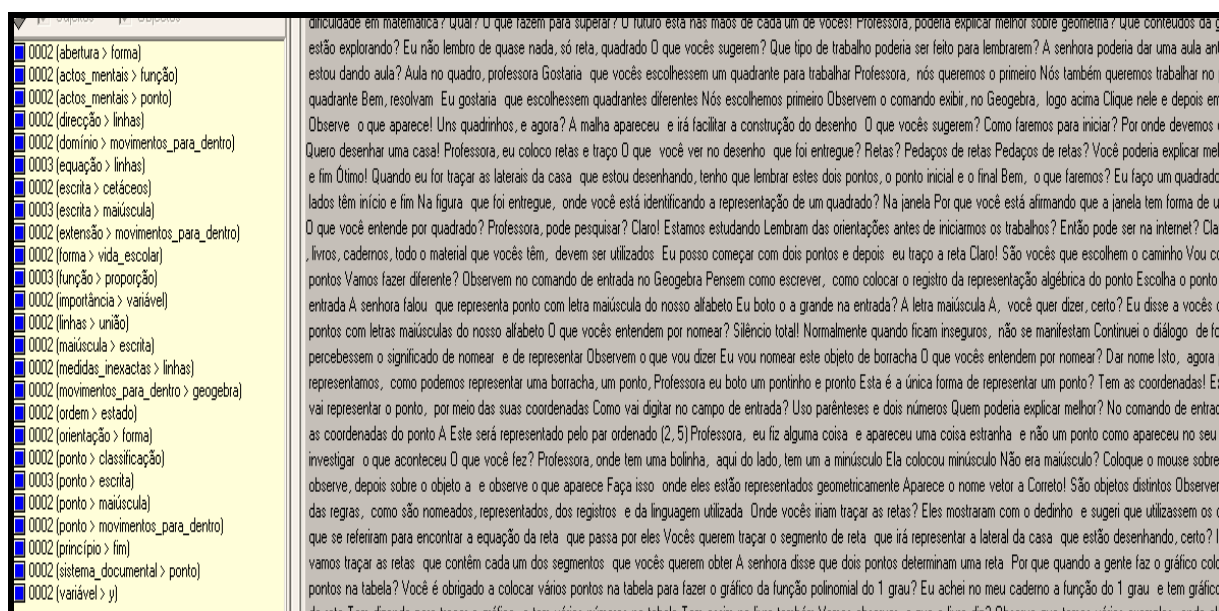 Objetos Objetos
0002 (abertura > forma)
0002 (actos_mentais > função)
0002 (actos_mentais > ponto)
0002 (direcção > linhas)
0002 (domínio > movimentos_para_dentro)
0003 (equação > linhas)
0002 (escrita > cetáceos)
0003 (escrita > maiúscula)
0002 (extensão > movimentos_para_dentro)
0002 (forma > vida_escolar)
0003 (função > proporção)
0002 (importância > variável)
0002 (linhas > união)
0002 (maiúscula > escrita)
0002 (medidas_inexactas > linhas)
0002 (movimentos_para_dentro > geogebra)
0002 (ordem > estado)
0002 (orientação > forma)
0002 (ponto > classificação)
0003 (ponto > escrita)
0002 (ponto > maiúscula)
0002 (ponto > movimentos_para_dentro)
0002 (princípio > fim)
0002 (sistema_documental > ponto)
0002 (variável > y)
dificuldade em matemática? Qual? O que fazem para superar? O futuro está nas mãos de cada um de vocês! Professora, poderia explicar melhor sobre geometria? Que conteúdos da g
estão explorando? Eu não lembro de quase nada, só reta, quadrado O que vocês sugerem? Que tipo de trabalho poderia ser feito para lembrarem? A senhora poderia dar uma aula ant
estou dando aula? Aula no quadro, professora Gostaria que vocês escolhessem um quadrante para trabalhar Professora, nós queremos o primeiro Nós também queremos trabalhar no
quadrante Bem, resolvam Eu gostaria que escolhessem quadrantes diferentes Nós escolhemos primeiro Observem o comando exibir, no Geogebra, logo acima Clique nele e depois em
Observe o que aparece! Uns quadrinhos, e agora? A malha apareceu e irá facilitar a construção do desenho O que vocês sugerem? Como faremos para iniciar? Por onde devemos
Quero desenhar uma casa! Professora, eu coloco retas e traço O que você ver no desenho que foi entregue? Retas? Pedaços de retas Pedaços de retas? Você poderia explicar mel
e fim Ótimo! Quando eu for traçar as laterais da casa que estou desenhando, tenho que lembrar estes dois pontos, o ponto inicial e o final Bem, o que faremos? Eu faço um quadrado
lados têm início e fim Na figura que foi entregue, onde você está identificando a representação de um quadrado? Na janela Por que você está afirmando que a janela tem forma de u
O que você entende por quadrado? Professora, pode pesquisar? Claro! Estamos estudando Lembram das orientações antes de iniciarmos os trabalhos? Então pode ser na internet? Cla
, livros, cadernos, todo o material que vocês têm, devem ser utilizados Eu posso começar com dois pontos e depois eu traço a reta Claro! São vocês que escolhem o caminho Vou co
pontos Vamos fazer diferente? Observem no comando de entrada no Geogebra Pensem como escrever, como colocar o registro da representação algébrica do ponto Escolha o ponto
entrada A senhora falou que representa ponto com letra maiúscula do nosso alfabeto Eu boto o a grande na entrada? A letra maiúscula A, você quer dizer, certo? Eu disse a vocês
pontos com letras maiúsculas do nosso alfabeto O que vocês entendem por nomear? Silêncio total! Normalmente quando ficam inseguros, não se manifestam Continuei o diálogo de fo
percebessem o significado de nomear e de representar Observem o que vou dizer Eu vou nomear este objeto de borracha O que vocês entendem por nomear? Dar nome Isto, agora
representamos, como podemos representar uma borracha, um ponto, Professora eu boto um pontinho e pronto Esta é a única forma de representar um ponto? Tem as coordenadas! E
vai representar o ponto, por meio das suas coordenadas Como vai digitar no campo de entrada? Uso parênteses e dois números Quem poderia explicar melhor? No comando de entrad
as coordenadas do ponto A Este será representado pelo par ordenado (2, 5) Professora, eu fiz alguma coisa e apareceu uma coisa estranha e não um ponto como apareceu no seu
investigar o que aconteceu O que você fez? Professora, onde tem uma bolinha, aqui do lado, tem um a minúsculo Ela colocou minúsculo Não era maiúsculo? Coloque o mouse sobre
observe, depois sobre o objeto a e observe o que aparece Faça isso onde eles estão representados geometricamente Aparece o nome vetor a Correto! São objetos distintos Observe
das regras, como são nomeados, representados, dos registros e da linguagem utilizada Onde vocês iriam traçar as retas? Eles mostraram com o dedinho e sugeri que utilizassem os
que se referiram para encontrar a equação da reta que passa por eles Vocês querem traçar o segmento de reta que irá representar a lateral da casa que estão desenhando, certo?
vamos traçar as retas que contêm cada um dos segmentos que vocês querem obter A senhora disse que dois pontos determinam uma reta Por que quando a gente faz o gráfico colo
pontos na tabela? Você é obrigado a colocar vários pontos na tabela para fazer o gráfico da função polinomial do 1 grau? Eu achei no meu caderno a função do 1 grau e tem gráfico